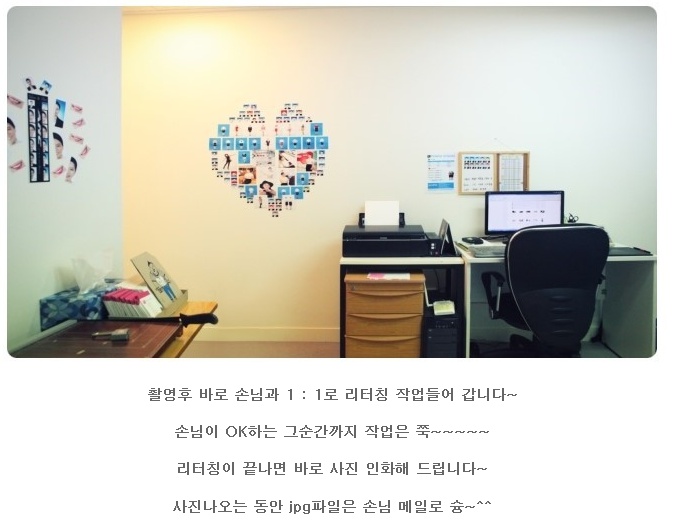 촬영후 바로 손님과 1 : 1로 리터칭 작업들어 갑니다~
손님이 OK하는 그순간까지 작업은 쭉~~~~~
리터칭이 끝나면 바로 사진 인화해 드립니다~
사진나오는 동안 jpg파일은 손님 메일로 슝~^^